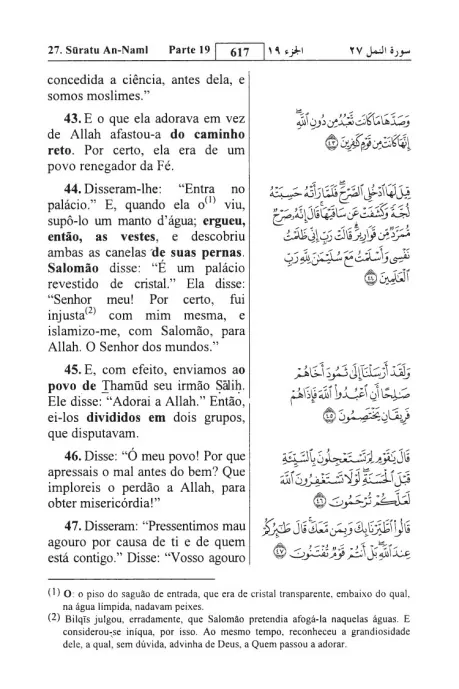 27. Sūratu An-Naml Parte 19 617 الجزء ١٩ سورة النمل ٢٧
concedida a ciência, antes dela, e
somos moslimes.”
43. E o que ela adorava em vez
de Allah afastou-a do caminho
reto. Por certo, ela era de um
povo renegador da Fé.
44. Disseram-lhe: “Entra no
palácio.” E, quando ela o(1) viu,
supô-lo um manto d’água; ergueu,
então, as vestes, e descobriu
ambas as canelas de suas pernas.
Salomão disse: “É um palácio
revestido de cristal.” Ela disse:
“Senhor meu! Por certo, fui
injusta(2) com mim mesma, e
islamizo-me, com Salomão, para
Allah. O Senhor dos mundos.”
45. E, com efeito, enviamos ao
povo de Thamūd seu irmão Ṣāliḥ.
Ele disse: “Adorai a Allah.” Então,
ei-los divididos em dois grupos,
que disputavam.
46. Disse: “Ó meu povo! Por que
apressais o mal antes do bem? Que
imploreis o perdão a Allah, para
obter misericórdia!”
47. Disseram: “Pressentimos mau
agouro por causa de ti e de quem
está contigo.” Disse: “Vosso agouro
وَصَدَّهَا مَا كَانَت تَّعْبُدُ مِن دُونِ ٱللَّهِ ۖ
إِنَّهَا كَانَتْ مِن قَوْمٍ كَٰفِرِينَ ٤٣
قِيلَ لَهَا ٱدْخُلِى ٱلصَّرْحَ ۖ فَلَمَّا رَأَتْهُ حَسِبَتْهُ
لُجَّةً وَكَشَفَتْ عَن سَاقَيْهَا ۚ قَالَ إِنَّهُۥ صَرْحٌ
مُّمَرَّدٌ مِّن قَوَارِيرَ ۗ قَالَتْ رَبِّ إِنِّى ظَلَمْتُ
نَفْسِى وَأَسْلَمْتُ مَعَ سُلَيْمَٰنَ لِلَّهِ رَبِّ
ٱلْعَٰلَمِينَ ٤٤
وَلَقَدْ أَرْسَلْنَآ إِلَىٰ ثَمُودَ أَخَاهُمْ
صَٰلِحًا أَنِ ٱعْبُدُوا۟ ٱللَّهَ فَإِذَا هُمْ
فَرِيقَانِ يَخْتَصِمُونَ ٤٥
قَالَ يَٰقَوْمِ لِمَ تَسْتَعْجِلُونَ بِٱلسَّيِّئَةِ
قَبْلَ ٱلْحَسَنَةِ ۖ لَوْلَا تَسْتَغْفِرُونَ ٱللَّهَ
لَعَلَّكُمْ تُرْحَمُونَ ٤٦
قَالُوا۟ ٱطَّيَّرْنَا بِكَ وَبِمَن مَّعَكَ ۚ قَالَ طَٰٓئِرُكُمْ
عِندَ ٱللَّهِ ۖ بَلْ أَنتُمْ قَوْمٌ تُفْتَنُونَ ٤٧
(1) O: o piso do saguão de entrada, que era de cristal transparente, embaixo do qual,
na água límpida, nadavam peixes.
(2) Bilqīs julgou, erradamente, que Salomão pretendia afogá-la naquelas águas. E
considerou-se iníqua, por isso. Ao mesmo tempo, reconheceu a grandiosidade
dele, a qual, sem dúvida, advinha de Deus, a Quem passou a adorar.